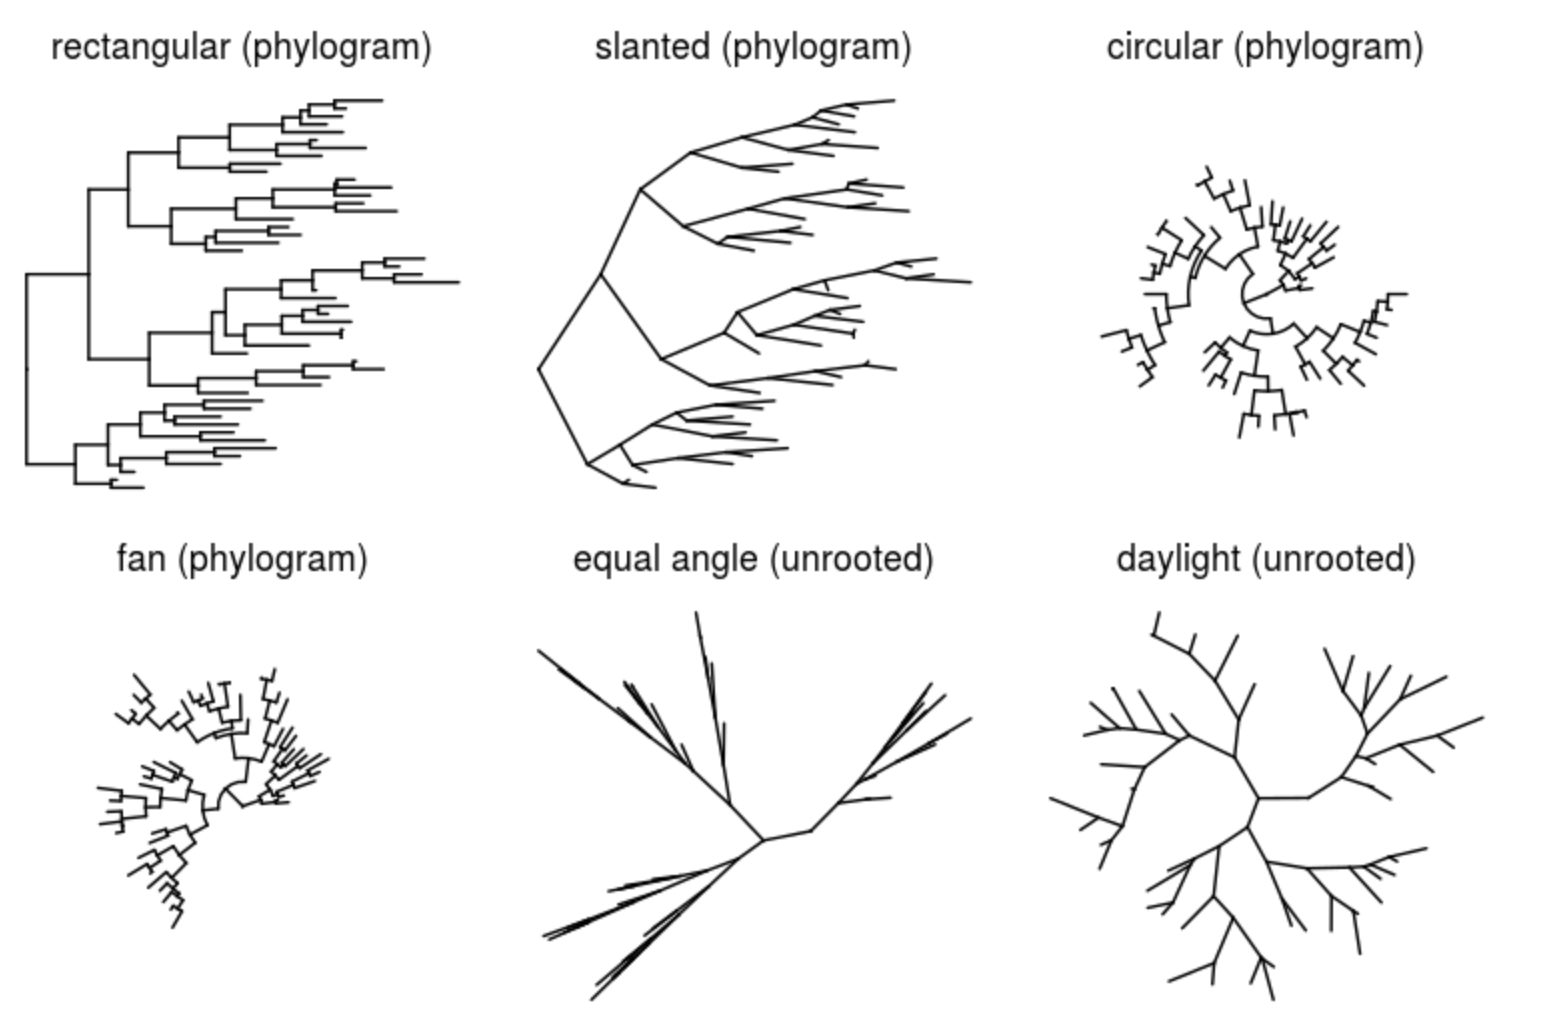 rectangular (phylogram)
slanted (phylogram)
circular (phylogram)
fan (phylogram)
equal angle (unrooted)
daylight (unrooted)